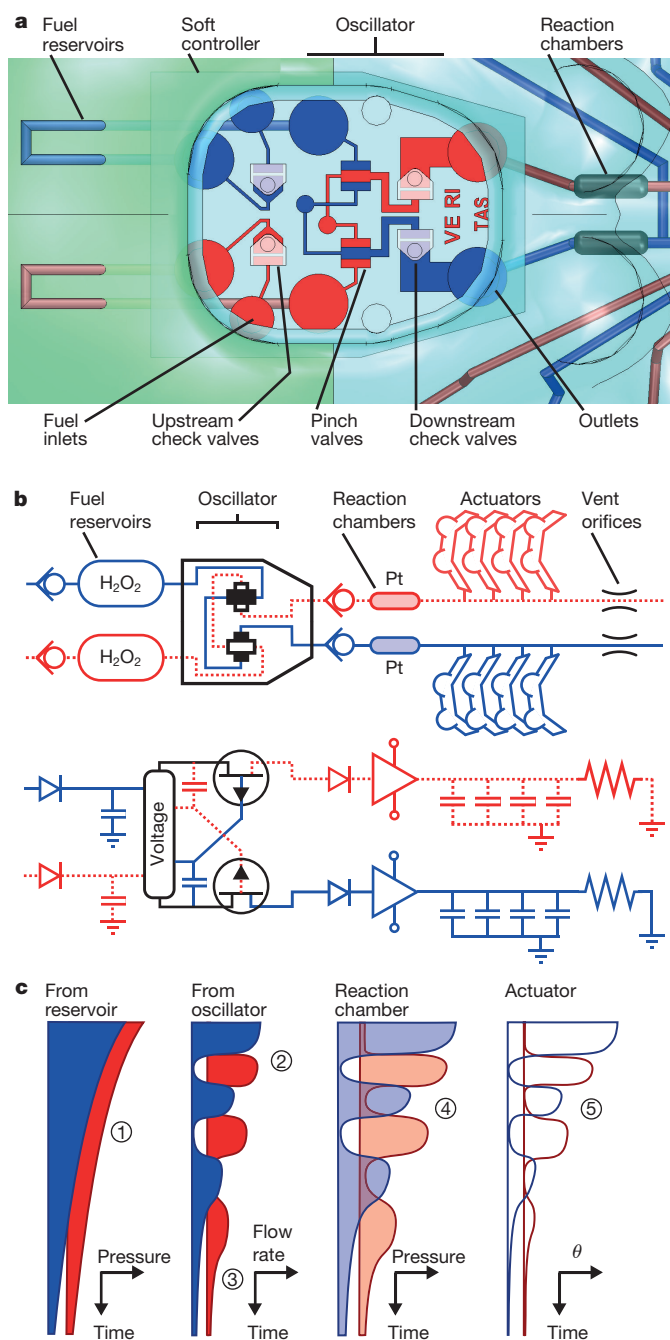 a
Fuel
reservoirs
Soft
controller
Oscillator
Reaction
chambers
VE RI
TAS
Fuel
inlets
Upstream
check valves
Pinch
valves
Downstream
check valves
Outlets
b
Fuel
reservoirs
Oscillator
Reaction
chambers
Actuators
Vent
orifices
H₂O₂
Pt
H₂O₂
Pt
Voltage
c
From
reservoir
From
oscillator
Reaction
chamber
Actuator
①
②
③
④
⑤
Pressure
Time
Flow
rate
Time
Pressure
Time
θ
Time